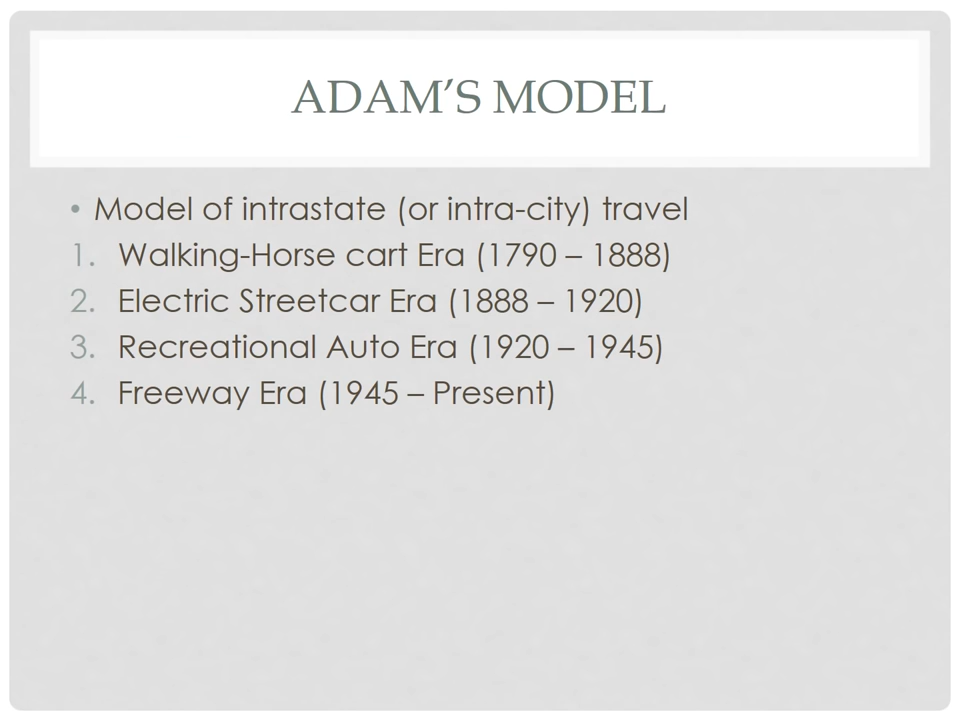 ADAM'S MODEL
• Model of intrastate (or intra-city) travel
1. Walking-Horse cart Era (1790 – 1888)
2. Electric Streetcar Era (1888 – 1920)
3. Recreational Auto Era (1920 – 1945)
4. Freeway Era (1945 – Present)